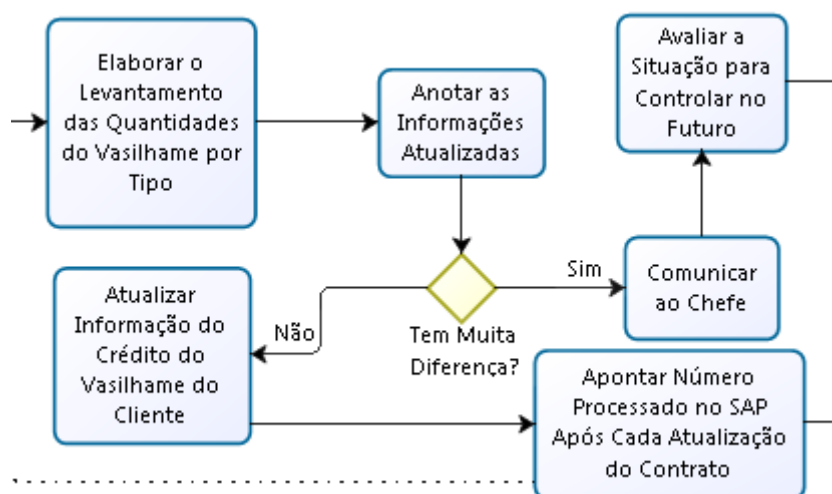 Elaborar o
Levantamento
das Quantidades
do Vasilhame por
Tipo
Anotar as
Informações
Atualizadas
Avaliar a
Situação para
Controlar no
Futuro
Sim
Comunicar
ao Chefe
Tem Muita
Diferença?
Não
Atualizar
Informação do
Crédito do
Vasilhame do
Cliente
Apontar Número
Processado no SAP
Após Cada Atualização
do Contrato